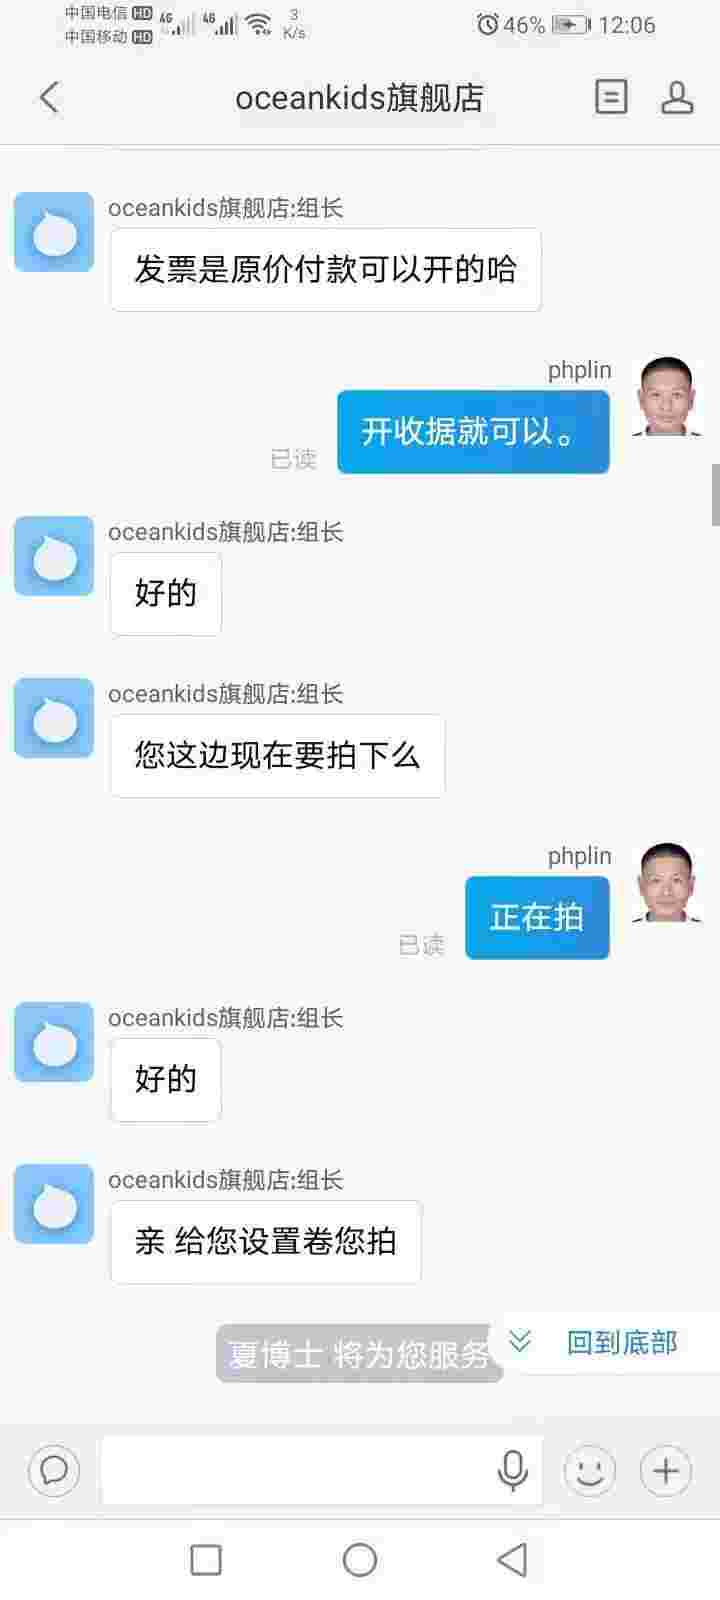 中国电信 HD 4G 4G 3 46% 12:06
中国移动 HD K/s
oceankids旗舰店
oceankids旗舰店:组长
发票是原价付款可以开的哈
phplin
开收据就可以。
已读
oceankids旗舰店:组长
好的
oceankids旗舰店:组长
您这边现在要拍下么
phplin
正在拍
已读
oceankids旗舰店:组长
好的
oceankids旗舰店:组长
亲 给您设置卷您拍
夏博士 将为您服务
回到底部